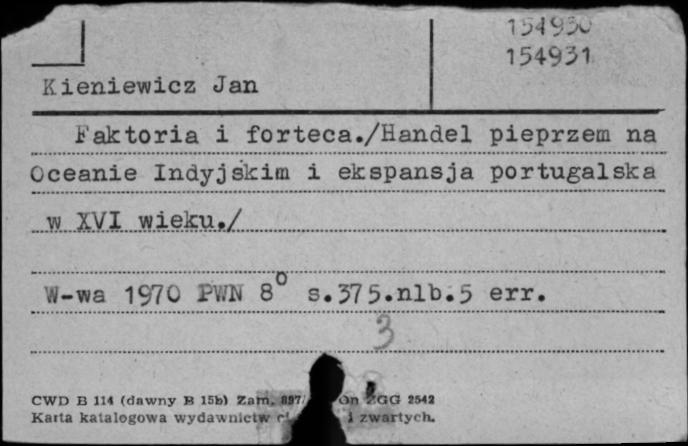 154930
154931
Kieniewicz Jan
Faktoria i forteca./Handel pieprzem na
Oceanie Indyjskim i ekspansja portugalska
w XVI wieku./
W-wa 1970 PWN 8° s.375.nlb.5 err.
3
CWD B 114 (dawny B 15b) Zam. 897/ ZGG 2542
Karta katalogowa wydawnictw i zwartych.